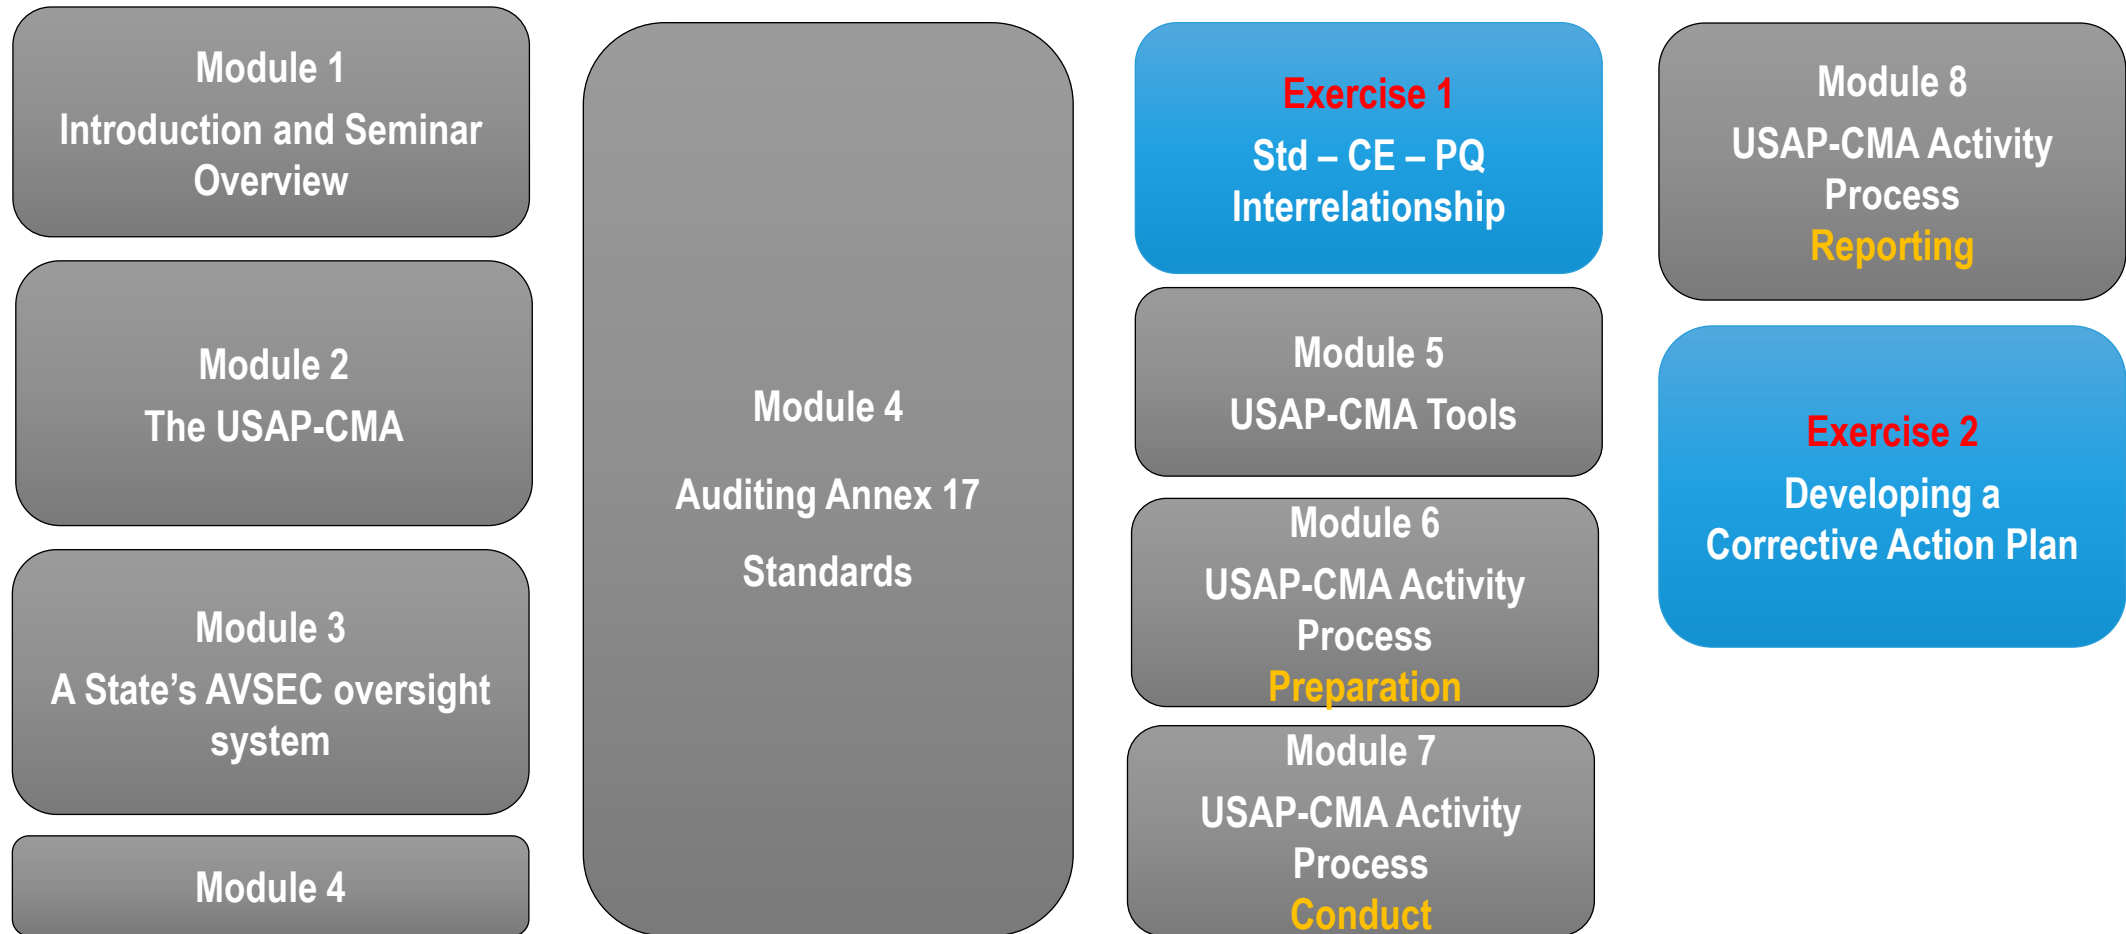 Module 1
Introduction and Seminar
Overview
Module 2
The USAP-CMA
Module 3
A State’s AVSEC oversight
system
Module 4
Module 4
Auditing Annex 17
Standards
Exercise 1
Std – CE – PQ
Interrelationship
Module 5
USAP-CMA Tools
Module 6
USAP-CMA Activity
Process
Preparation
Module 7
USAP-CMA Activity
Process
Conduct
Module 8
USAP-CMA Activity
Process
Reporting
Exercise 2
Developing a
Corrective Action Plan